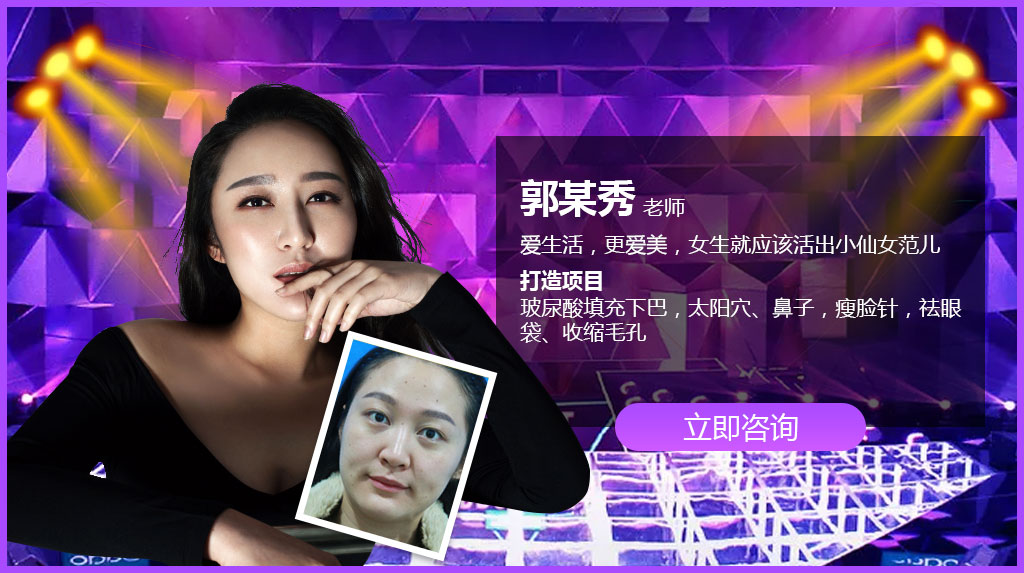 郭某秀 老师
爱生活，更爱美，女生就应该活出小仙女范儿
打造项目
玻尿酸填充下巴，太阳穴、鼻子，瘦脸针，祛眼
袋、收缩毛孔
立即咨询